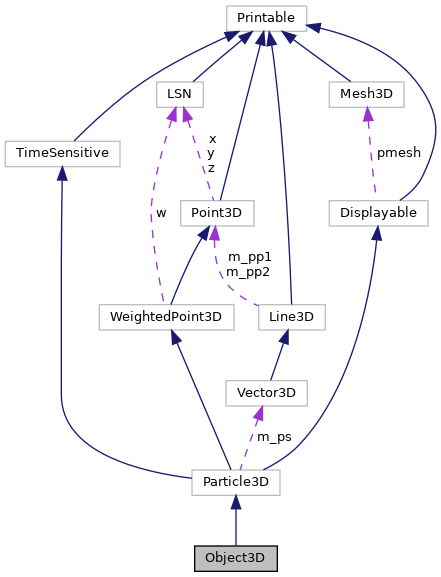 Printable
LSN
Mesh3D
x
TimeSensitive
y
pmesh
z
w
Point3D
Displayable
m_pp1
m_pp2
WeightedPoint3D
Line3D
Vector3D
m_ps
Particle3D
Object3D